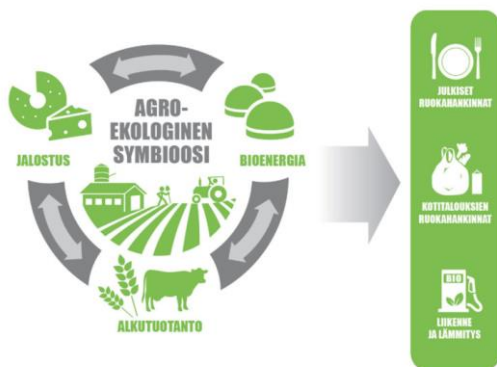 AGRO-
EKOLOGINEN
SYMBIOOSI
JALOSTUS
BIOENERGIA
ALKUTUOTANTO
JULKISET
RUOKAHANKINNAT
KOTITALOUKSIEN
RUOKAHANKINNAT
BIO
LIIKENNE
JA LÄMMITYS